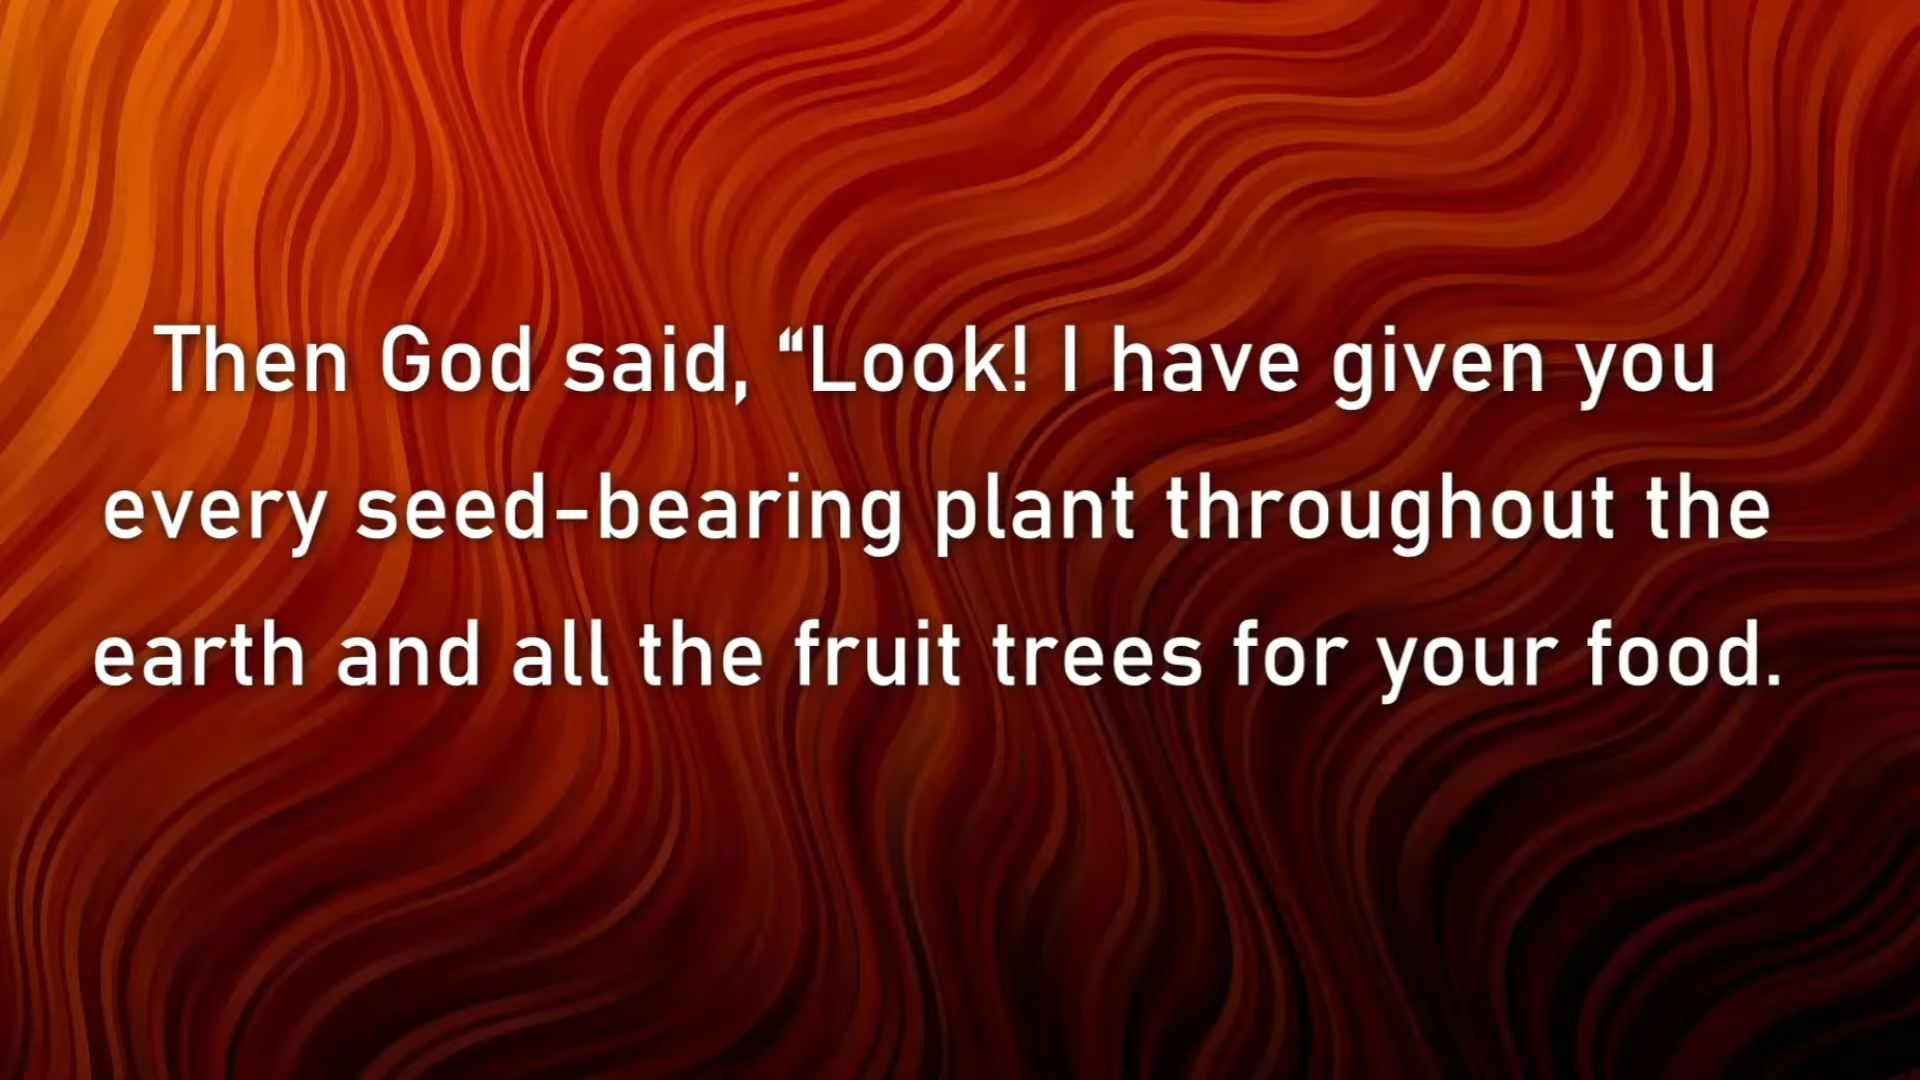 Then God said, “Look! I have given you
every seed-bearing plant throughout the
earth and all the fruit trees for your food.